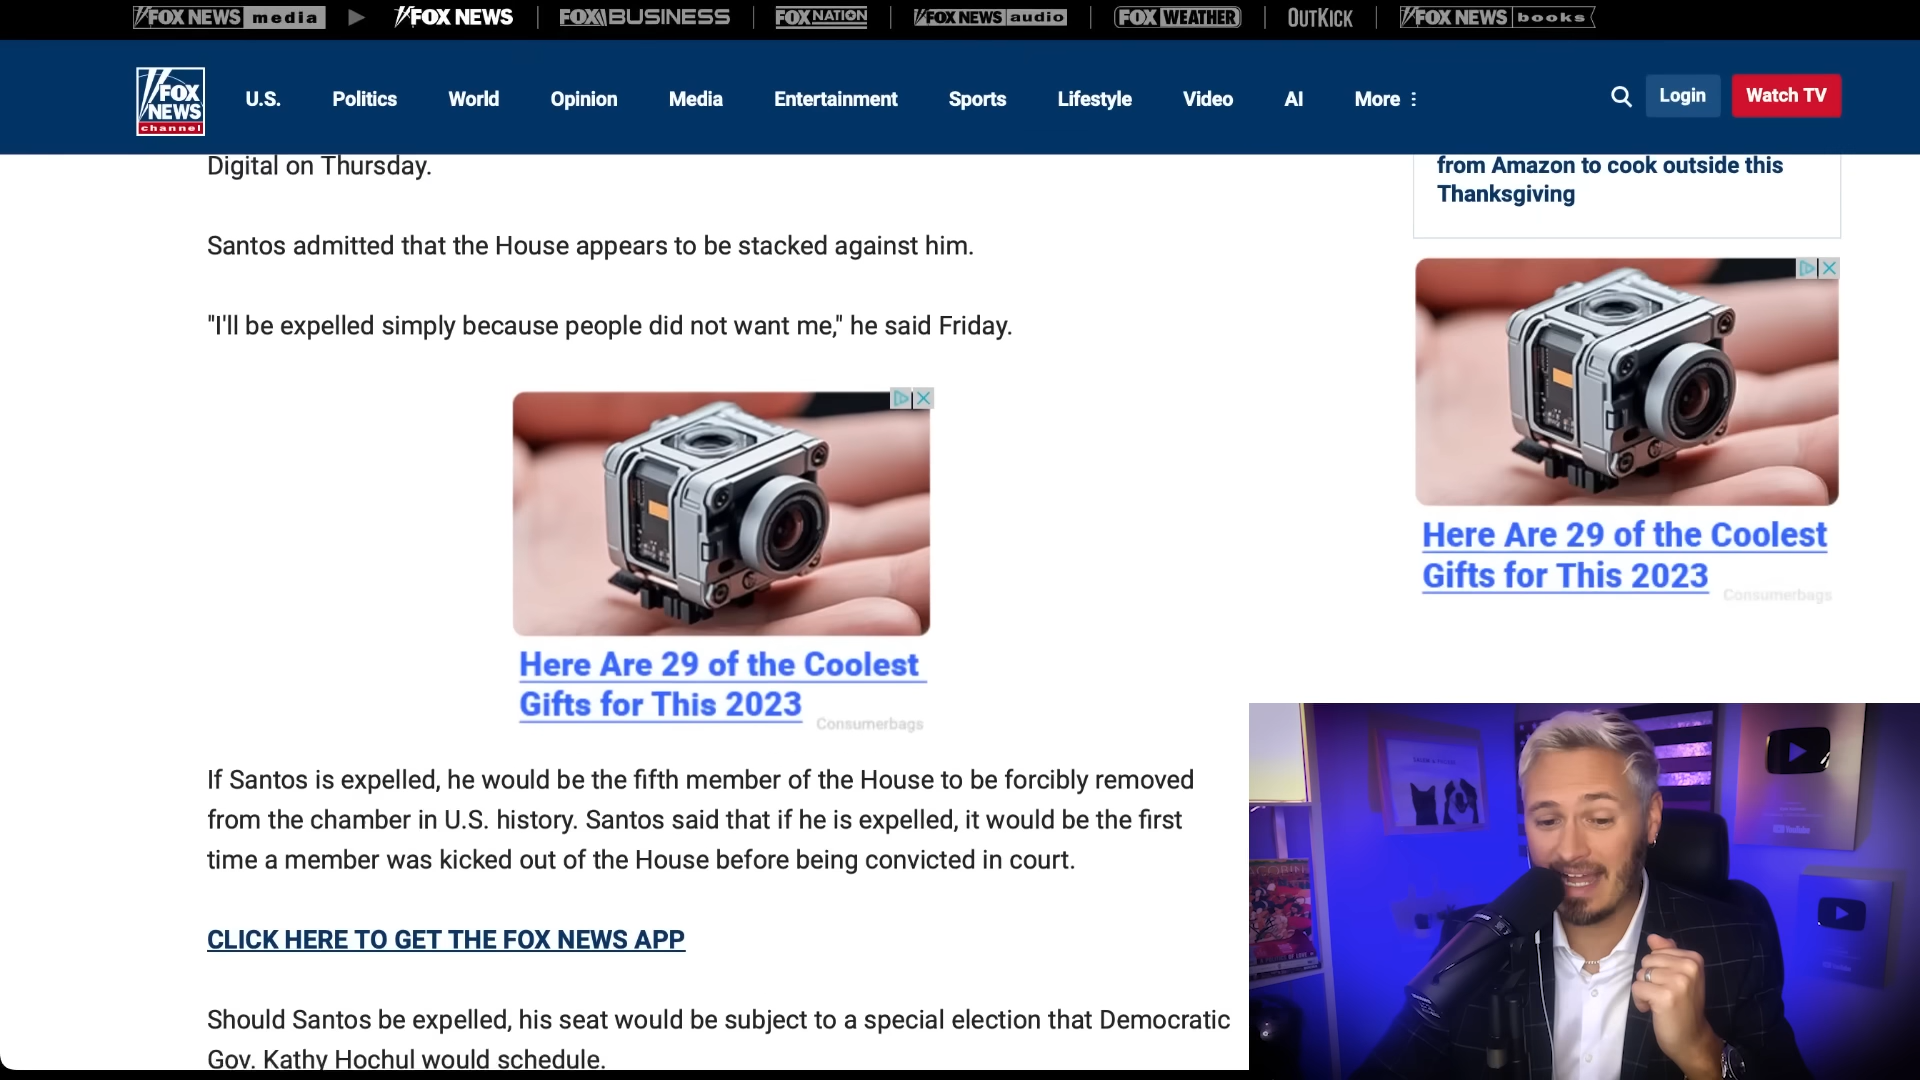 FOX NEWS media
FOX NEWS
FOX BUSINESS
FOX NATION
FOX NEWS audio
FOX WEATHER
OUTKICK
FOX NEWS books
FOX NEWS channel
U.S.
Politics
World
Opinion
Media
Entertainment
Sports
Lifestyle
Video
AI
More
Login
Watch TV
Digital on Thursday.
Santos admitted that the House appears to be stacked against him.
"I'll be expelled simply because people did not want me," he said Friday.
Here Are 29 of the Coolest
Gifts for This 2023
Consumerbags
If Santos is expelled, he would be the fifth member of the House to be forcibly removed
from the chamber in U.S. history. Santos said that if he is expelled, it would be the first
time a member was kicked out of the House before being convicted in court.
CLICK HERE TO GET THE FOX NEWS APP
Should Santos be expelled, his seat would be subject to a special election that Democratic
Gov. Kathy Hochul would schedule.
from Amazon to cook outside this
Thanksgiving
Here Are 29 of the Coolest
Gifts for This 2023
Consumerbags
YouTube